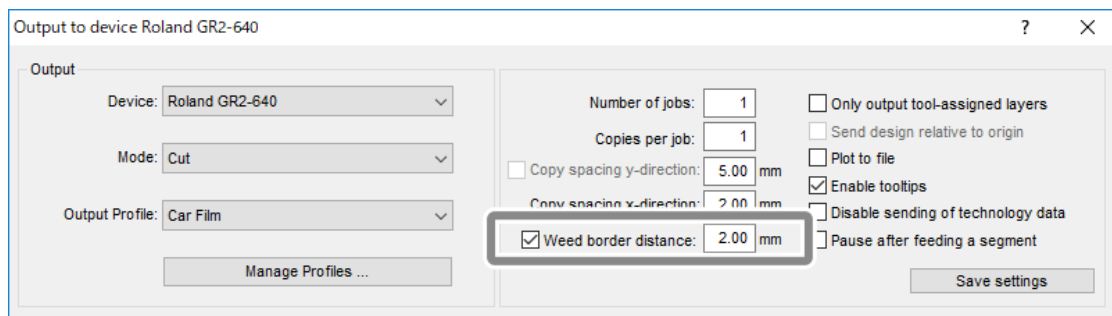 Output to device Roland GR2-640
?
Output
Device: Roland GR2-640
Mode: Cut
Output Profile: Car Film
Manage Profiles ...
Number of jobs: 1
Copies per job: 1
Copy spacing y-direction: 5.00 mm
Copy spacing x-direction: 2.00 mm
Weed border distance: 2.00 mm
Only output tool-assigned layers
Send design relative to origin
Plot to file
Enable tooltips
Disable sending of technology data
Pause after feeding a segment
Save settings